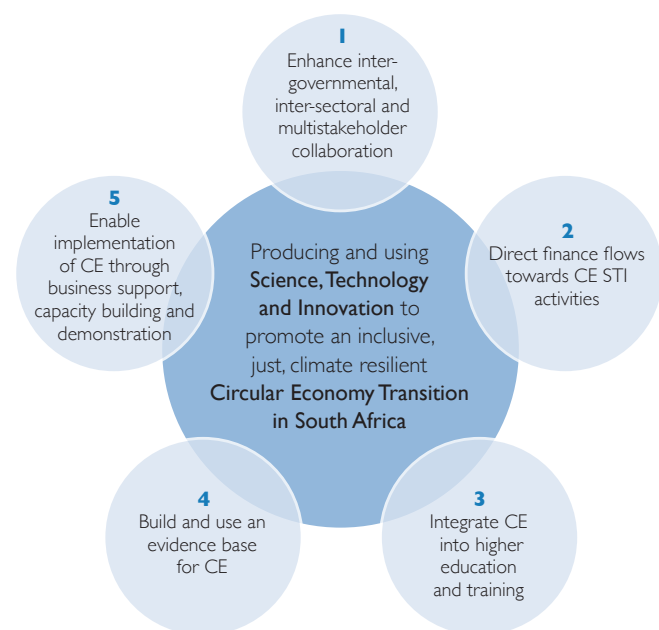 1
Enhance inter-
governmental,
inter-sectoral and
multistakeholder
collaboration
2
Direct finance flows
towards CE STI
activities
3
Integrate CE
into higher
education
and training
4
Build and use an
evidence base
for CE
5
Enable
implementation
of CE through
business support,
capacity building and
demonstration
Producing and using
Science, Technology
and Innovation to
promote an inclusive,
just, climate resilient
Circular Economy Transition
in South Africa